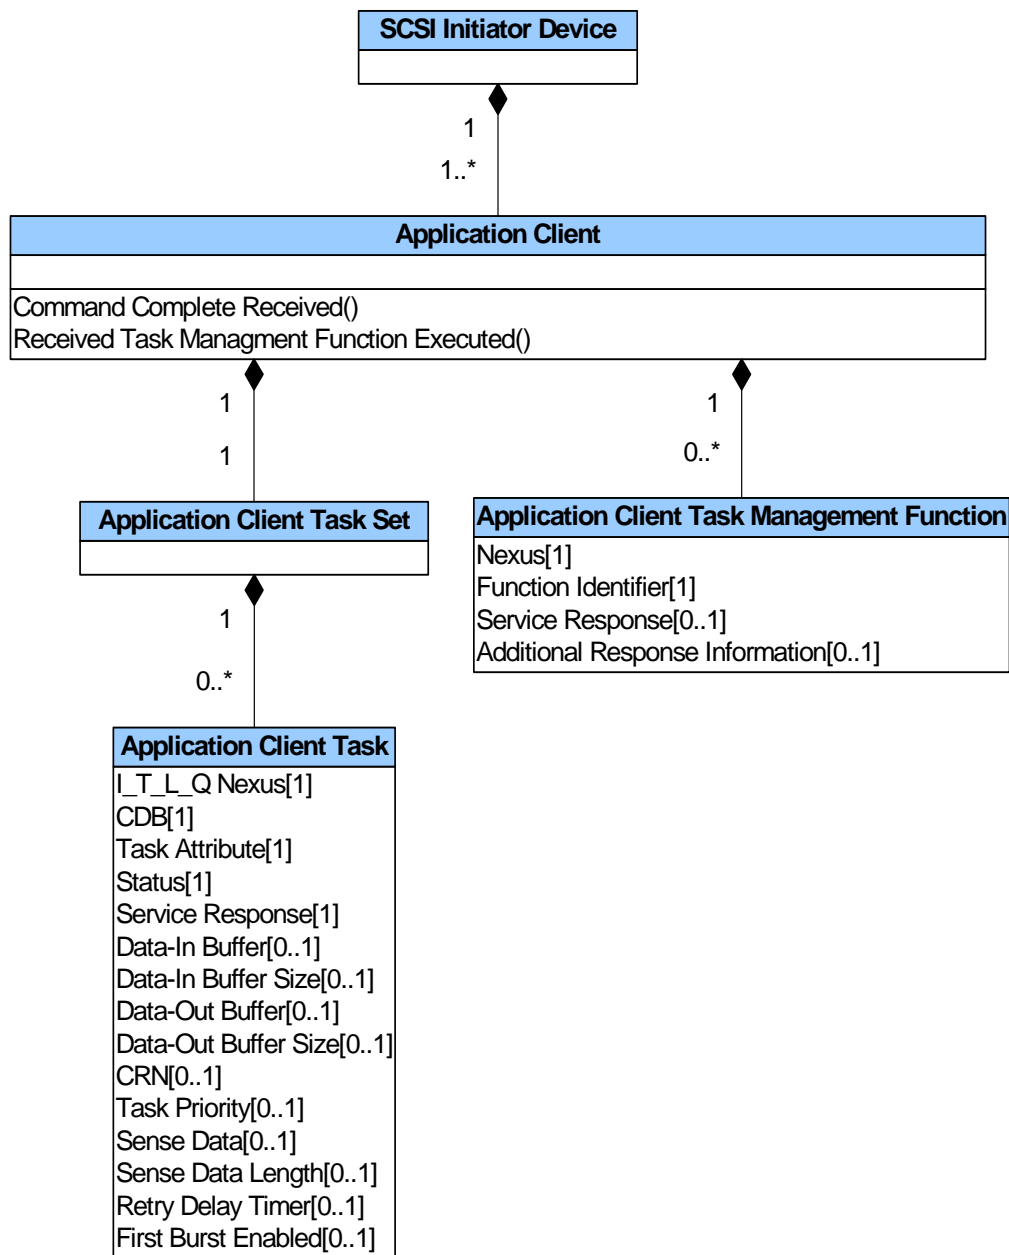 SCSI Initiator Device
1
1..*
Application Client
Command Complete Received()
Received Task Managment Function Executed()
1
1
1
0..*
Application Client Task Set
Application Client Task Management Function
Nexus[1]
Function Identifier[1]
Service Response[0..1]
Additional Response Information[0..1]
1
0..*
Application Client Task
I_T_L_Q Nexus[1]
CDB[1]
Task Attribute[1]
Status[1]
Service Response[1]
Data-In Buffer[0..1]
Data-In Buffer Size[0..1]
Data-Out Buffer[0..1]
Data-Out Buffer Size[0..1]
CRN[0..1]
Task Priority[0..1]
Sense Data[0..1]
Sense Data Length[0..1]
Retry Delay Timer[0..1]
First Burst Enabled[0..1]